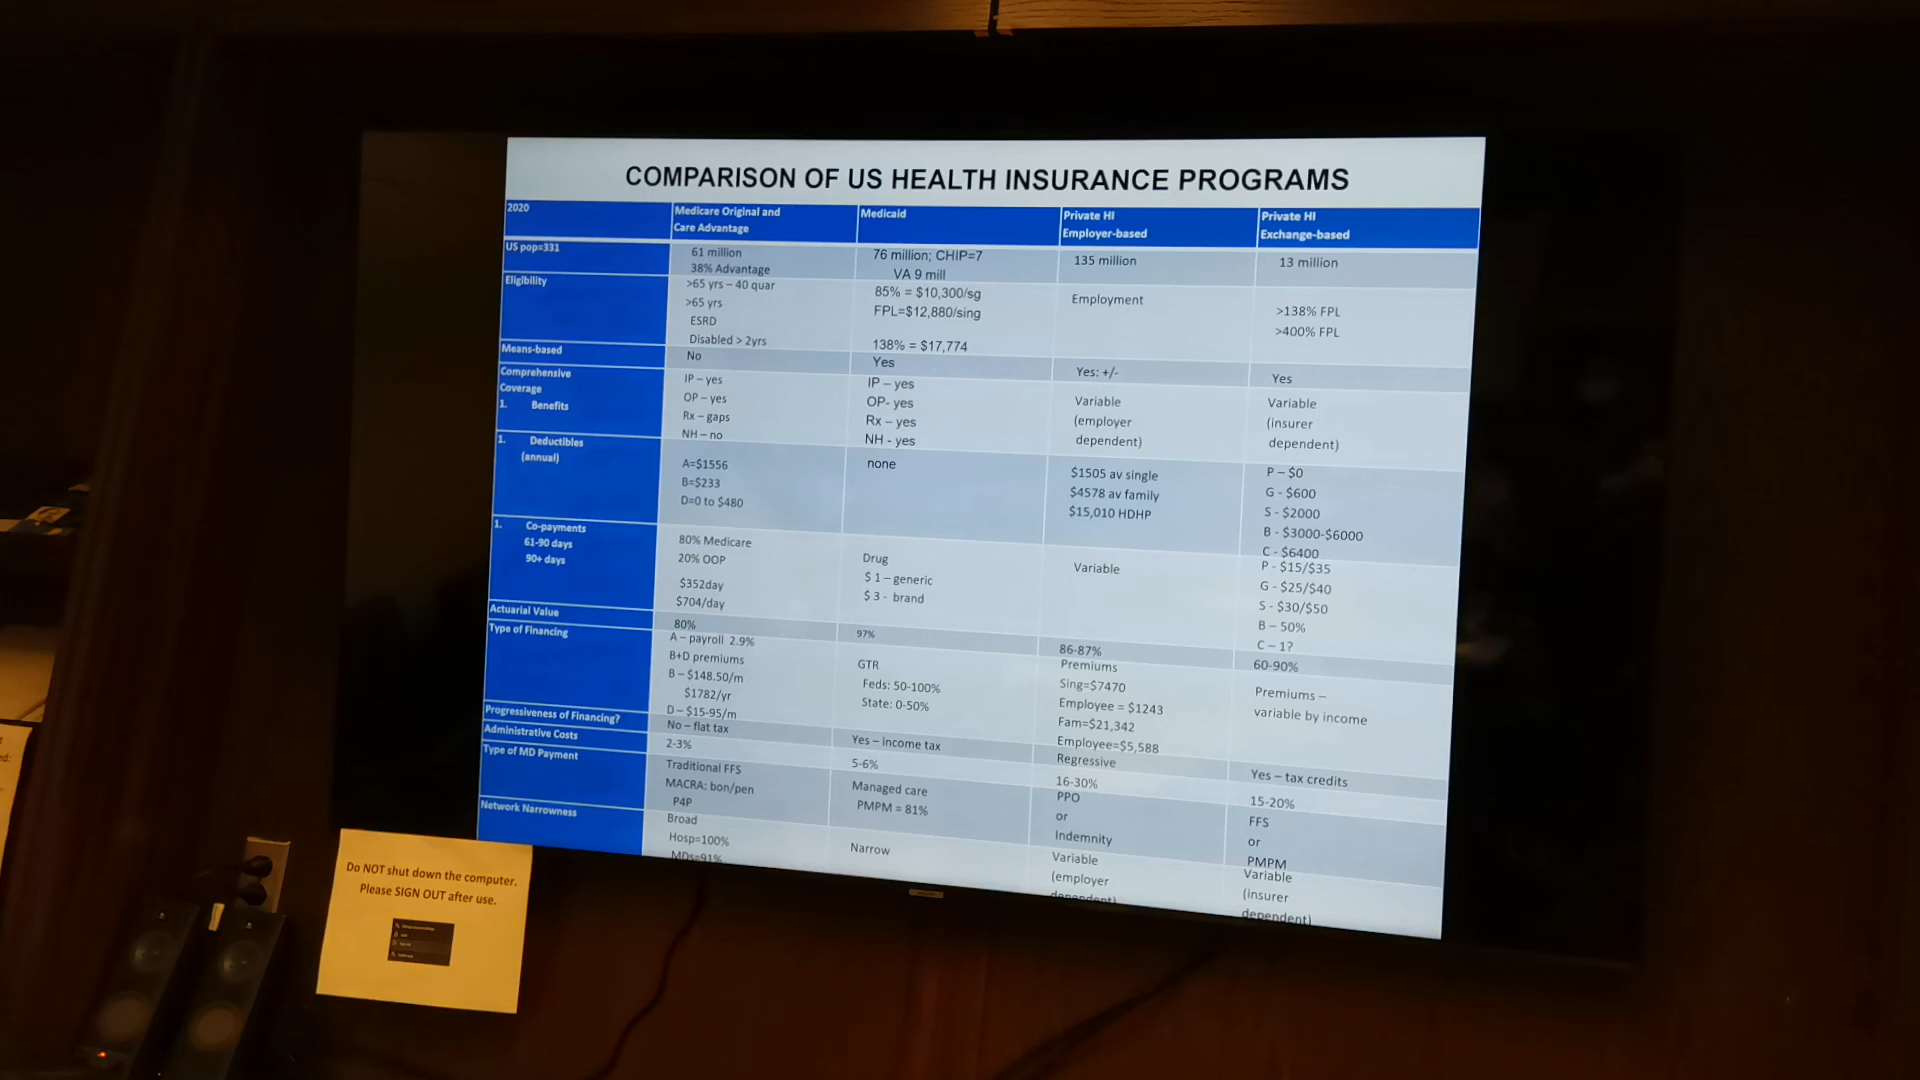 COMPARISON OF US HEALTH INSURANCE PROGRAMS
2020
Medicare Original and
Care Advantage
Medicaid
Private HI
Employer-based
Private HI
Exchange-based
US pop=331
61 million
38% Advantage
76 million; CHIP=7
VA 9 mill
135 million
13 million
Eligibility
>65 yrs – 40 quar
>65 yrs
ESRD
Disabled > 2yrs
85% = $10,300/sg
FPL=$12,880/sing
138% = $17,774
Employment
>138% FPL
>400% FPL
Means-based
No
Yes
Yes: +/-
Yes
Comprehensive
Coverage
1. Benefits
IP – yes
OP – yes
Rx – gaps
NH – no
IP – yes
OP- yes
Rx – yes
NH - yes
Variable
(employer
dependent)
Variable
(insurer
dependent)
1. Deductibles
(annual)
A=$1556
B=$233
D=0 to $480
none
$1505 av single
$4578 av family
$15,010 HDHP
P – $0
G - $600
S - $2000
B - $3000-$6000
C - $6400
1. Co-payments
61-90 days
90+ days
80% Medicare
20% OOP
$352day
$704/day
Drug
$ 1 – generic
$ 3 - brand
Variable
P - $15/$35
G - $25/$40
S - $30/$50
B – 50%
C – 1?
Actuarial Value
80%
97%
86-87%
60-90%
Type of Financing
A – payroll 2.9%
B+D premiums
B – $148.50/m
$1782/yr
D – $15-95/m
GTR
Feds: 50-100%
State: 0-50%
Premiums
Sing=$7470
Employee = $1243
Fam=$21,342
Employee=$5,588
Premiums –
variable by income
Progressiveness of Financing?
No – flat tax
Yes – income tax
Regressive
Yes – tax credits
Administrative Costs
2-3%
5-6%
16-30%
15-20%
Type of MD Payment
Traditional FFS
MACRA: bon/pen
P4P
Managed care
PMPM = 81%
PPO
or
Indemnity
FFS
or
PMPM
Network Narrowness
Broad
Hosp=100%
MDs=91%
Narrow
Variable
(employer
dependent)
Variable
(insurer
dependent)
Do NOT shut down the computer.
Please SIGN OUT after use.